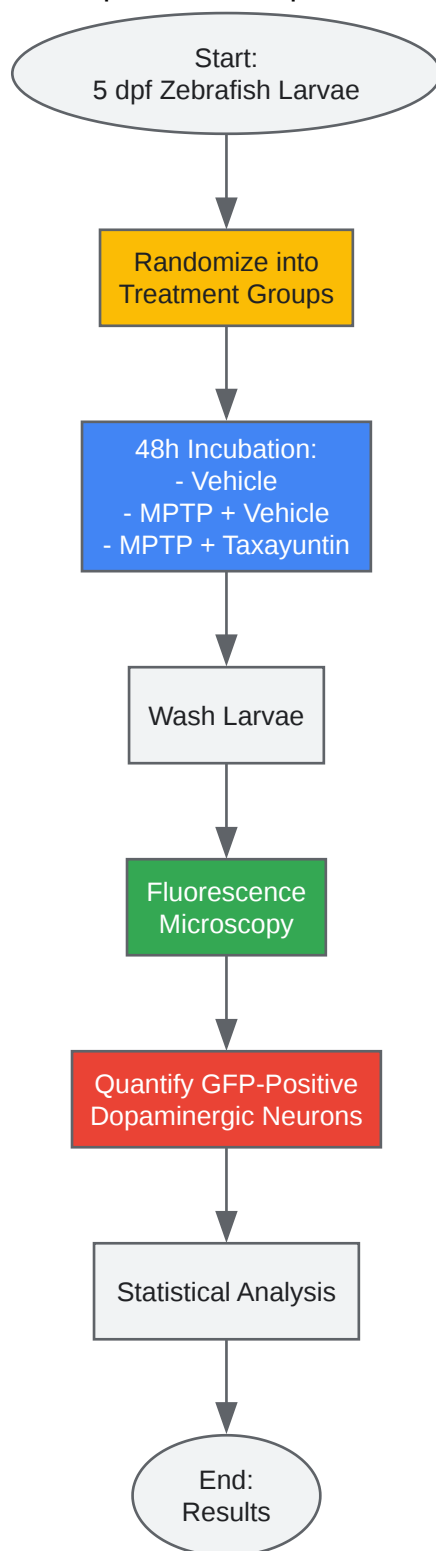 Start:
5 dpf Zebrafish Larvae
Randomize into
Treatment Groups
48h Incubation:
- Vehicle
- MPTP + Vehicle
- MPTP + Taxayuntin
Wash Larvae
Fluorescence
Microscopy
Quantify GFP-Positive
Dopaminergic Neurons
Statistical Analysis
End:
Results